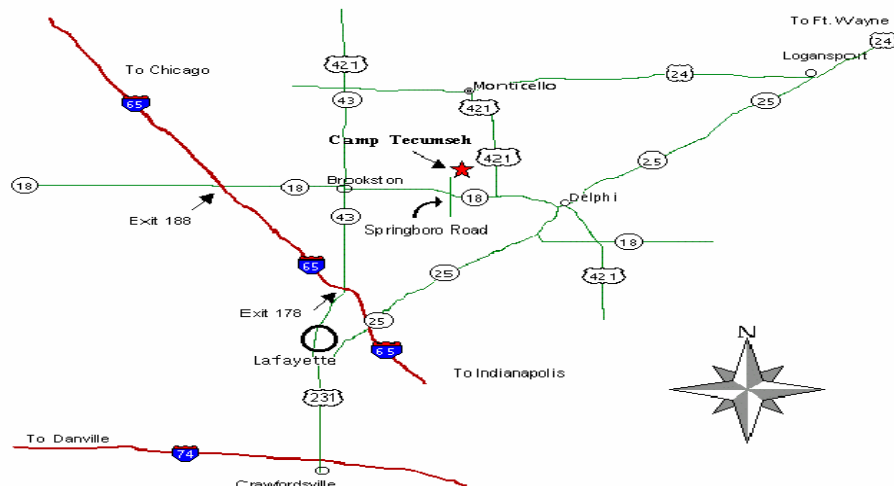 To Ft. Wayne
24
To Chicago
421
Logansport
24
65
43
Monticello
421
25
Camp Tecumseh
421
25
18
18
Brookston
18
Delphi
Exit 188
43
Springboro Road
18
65
25
421
Exit 178
25
Lafayette
65
To Indianapolis
N
231
To Danville
74
Crawfordsville